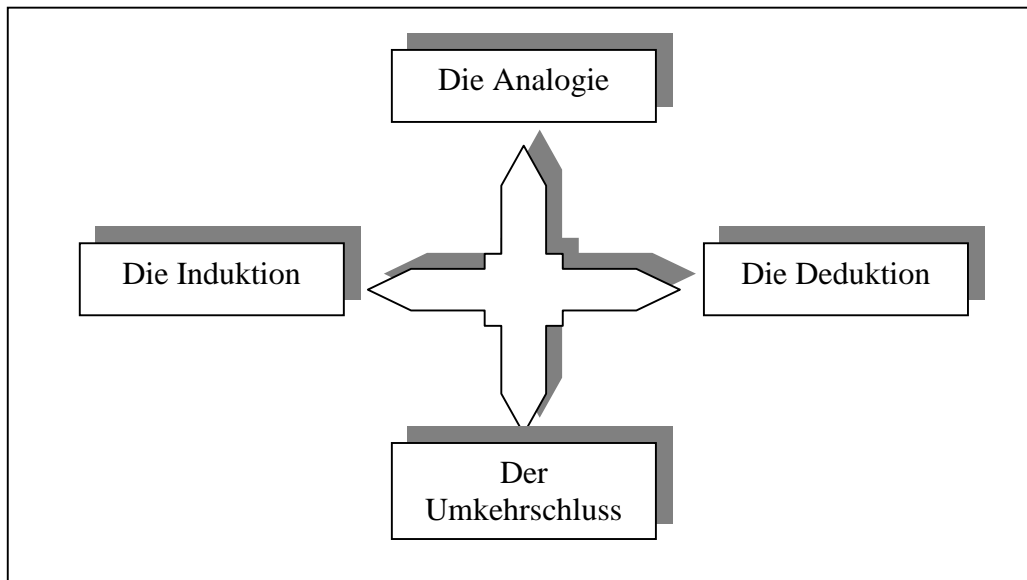 Die Analogie
Die Induktion
Die Deduktion
Der
Umkehrschluss